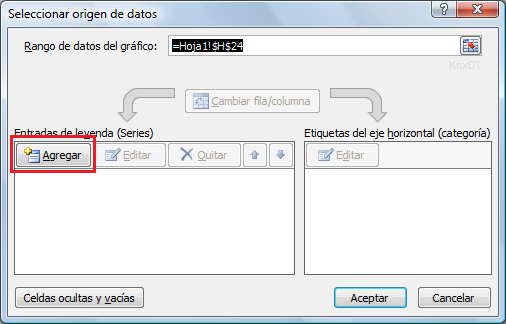 Seleccionar origen de datos
Rango de datos del gráfico: =Hoja1!$H$24
KnxDT
Cambiar fila/columna
Entradas de leyenda (Series)
Etiquetas del eje horizontal (categoría)
Agregar Editar Quitar
Editar
Celdas ocultas y vacías
Aceptar
Cancelar